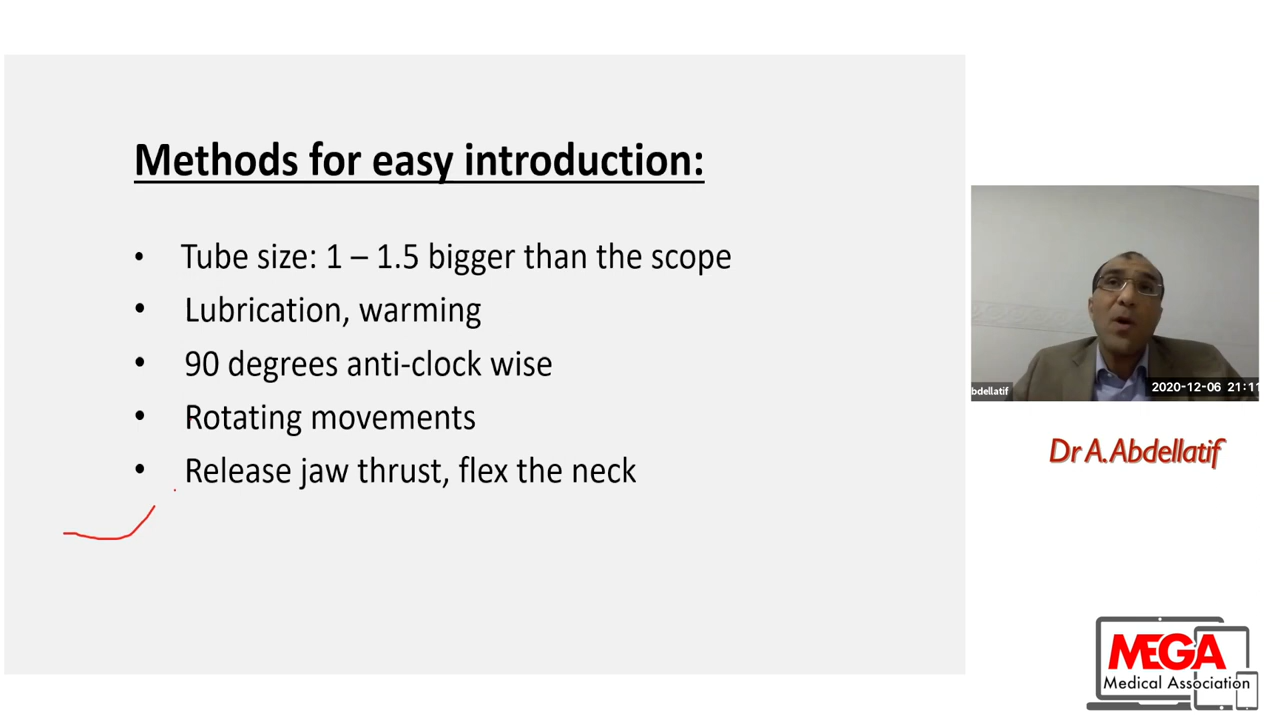 Methods for easy introduction:
• Tube size: 1 – 1.5 bigger than the scope
• Lubrication, warming
• 90 degrees anti-clock wise
• Rotating movements
• Release jaw thrust, flex the neck
bdellatif
2020-12-06 21:11
Dr A.Abdellatif
MEGA
Medical Association